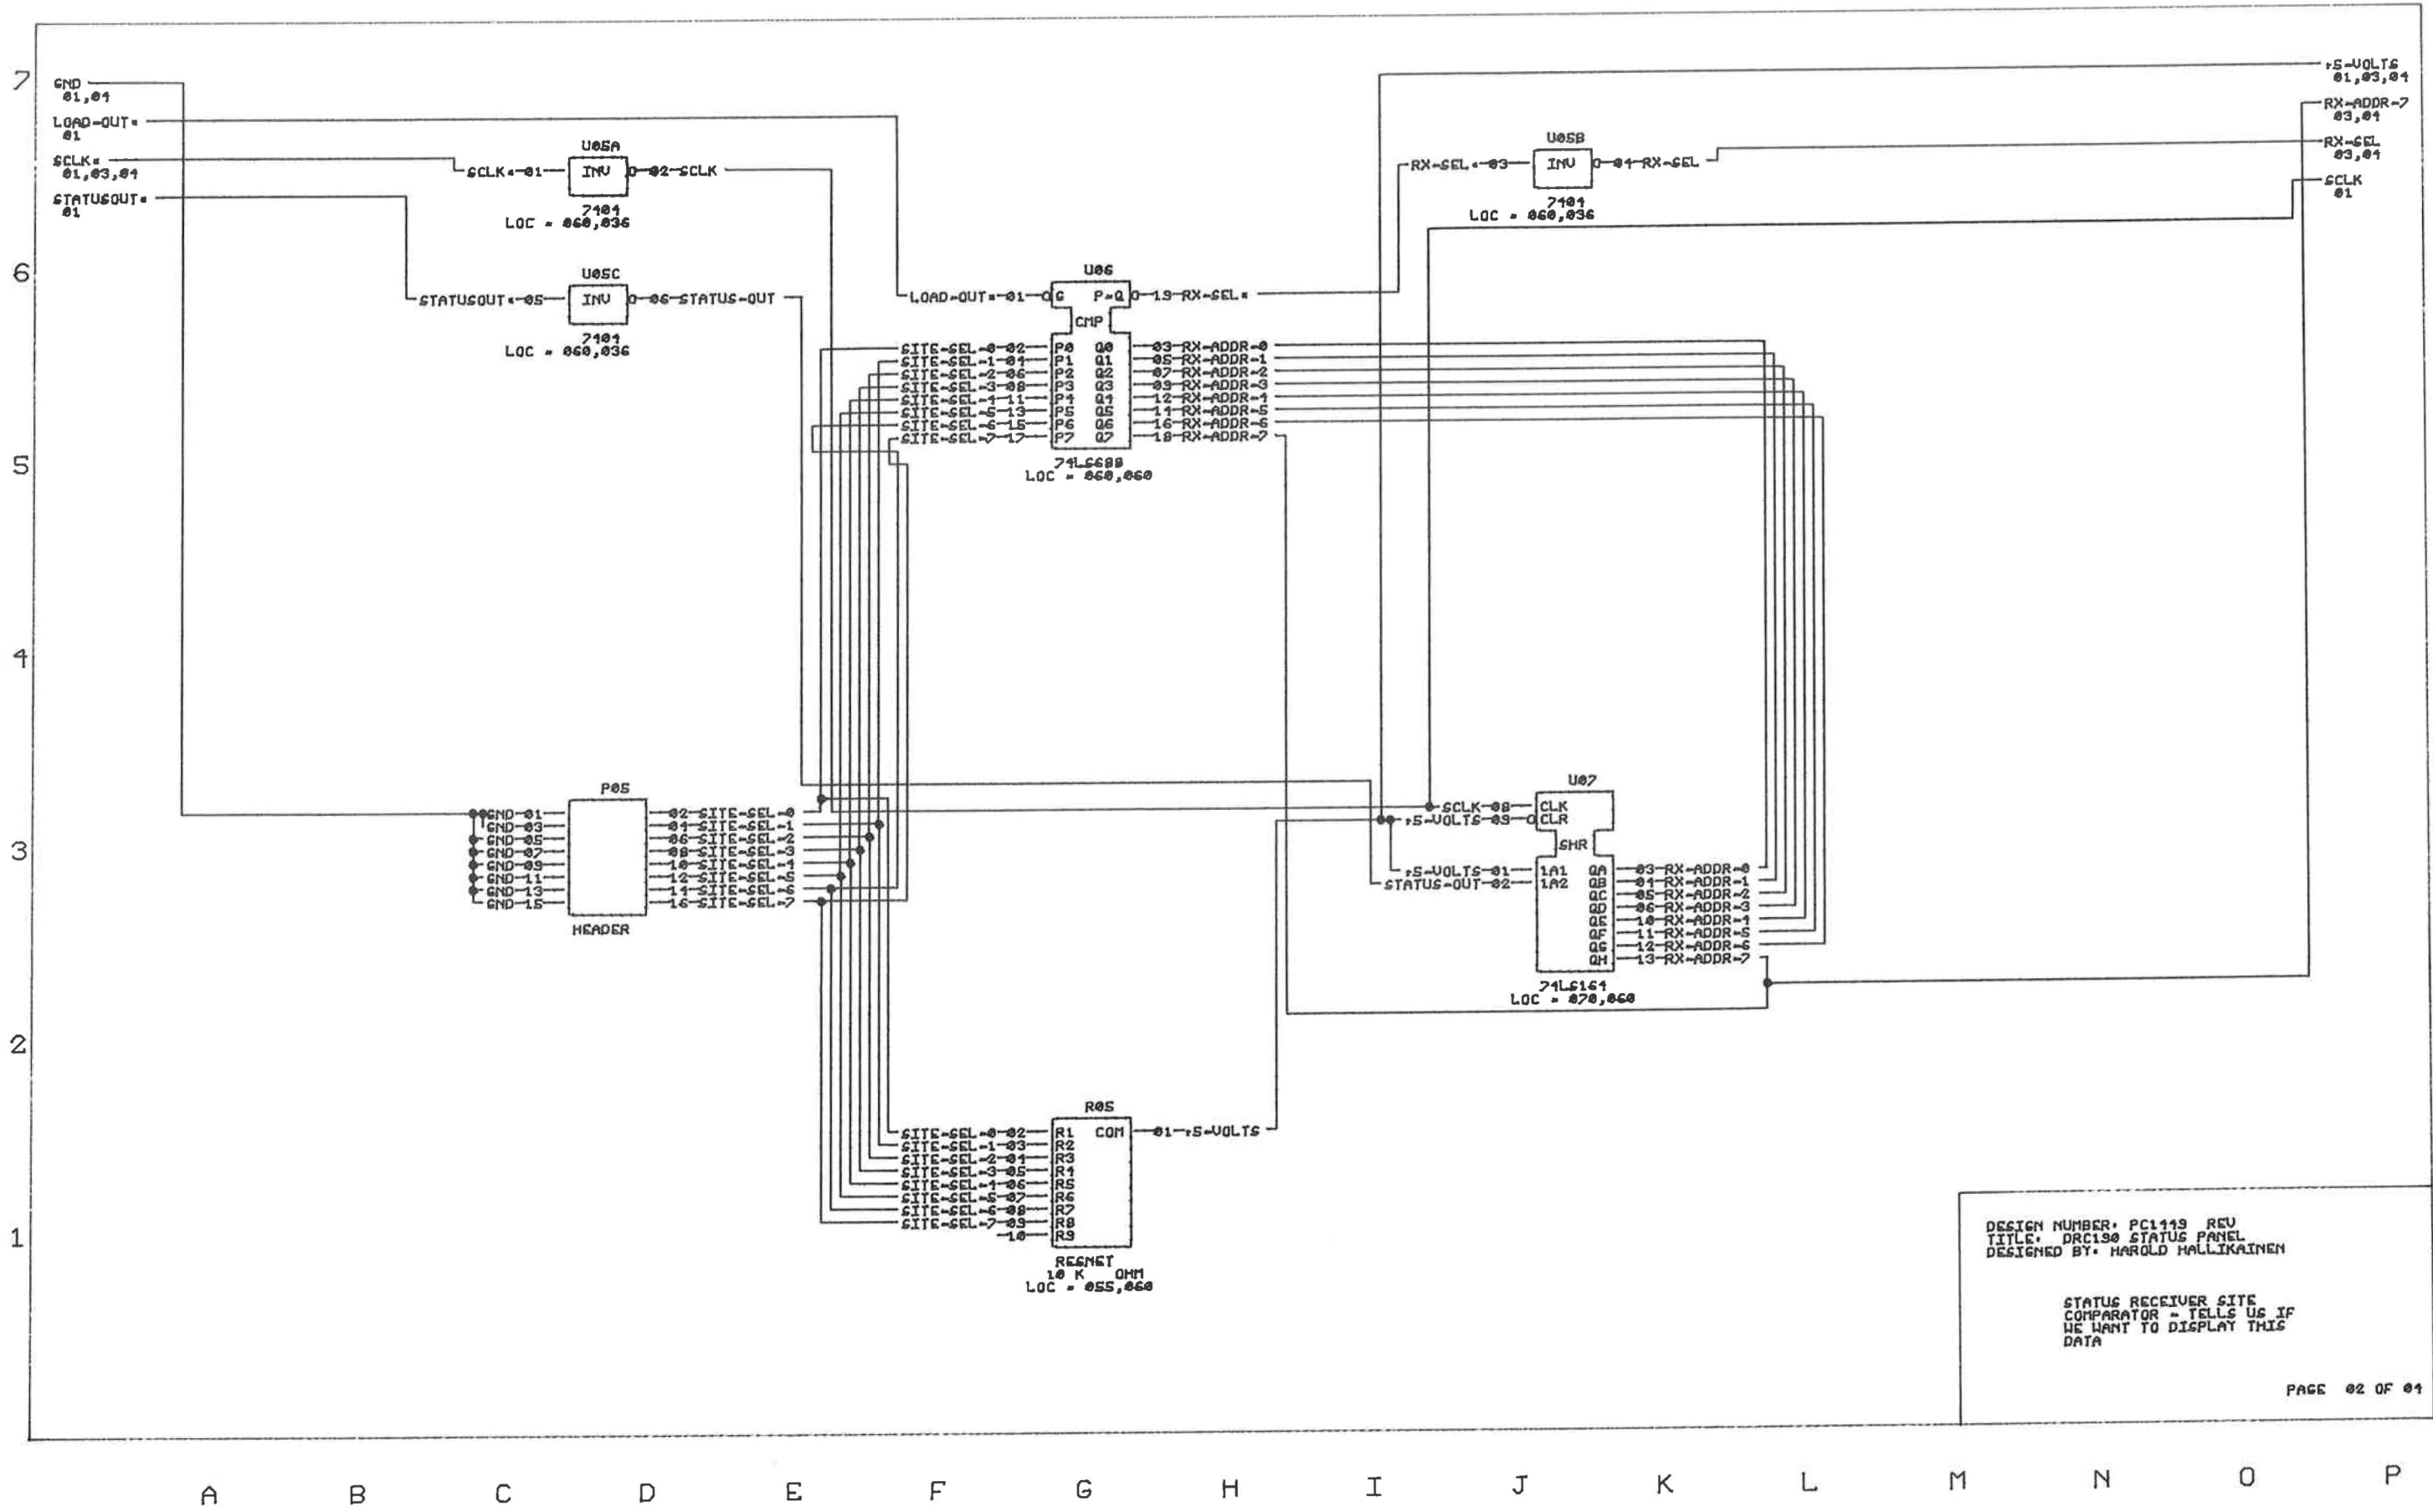 7
GND
01,04
LOAD-OUT*
01
SCLK*
01,03,04
STATUSOUT*
01
U05A
SCLK* 01 INV 02 SCLK
7404
LOC = 060,036
U05C
STATUSOUT* 05 INV 06 STATUS-OUT
7404
LOC = 060,036
U05B
RX-SEL* 03 INV 04 RX-SEL
7404
LOC = 060,036
+5-VOLTS
01,03,04
RX-ADDR-7
03,04
RX-SEL
03,04
SCLK
01
6
U06
LOAD-OUT* 01 G P=Q 19 RX-SEL*
CMP
SITE-SEL-0 02 P0 Q0 03 RX-ADDR-0
SITE-SEL-1 04 P1 Q1 05 RX-ADDR-1
SITE-SEL-2 06 P2 Q2 07 RX-ADDR-2
SITE-SEL-3 08 P3 Q3 09 RX-ADDR-3
SITE-SEL-4 11 P4 Q4 12 RX-ADDR-4
SITE-SEL-5 13 P5 Q5 14 RX-ADDR-5
SITE-SEL-6 15 P6 Q6 16 RX-ADDR-6
SITE-SEL-7 17 P7 Q7 18 RX-ADDR-7
74LS688
LOC = 060,060
5
4
3
P05
GND 01 02 SITE-SEL-0
GND 03 04 SITE-SEL-1
GND 05 06 SITE-SEL-2
GND 07 08 SITE-SEL-3
GND 09 10 SITE-SEL-4
GND 11 12 SITE-SEL-5
GND 13 14 SITE-SEL-6
GND 15 16 SITE-SEL-7
HEADER
U07
SCLK 08 CLK
+5-VOLTS 09 CLR
SHR
+5-VOLTS 01 1A1 QA 03 RX-ADDR-0
STATUS-OUT 02 1A2 QB 04 RX-ADDR-1
QC 05 RX-ADDR-2
QD 06 RX-ADDR-3
QE 10 RX-ADDR-4
QF 11 RX-ADDR-5
QG 12 RX-ADDR-6
QH 13 RX-ADDR-7
74LS164
LOC = 070,060
2
R05
SITE-SEL-0 02 R1 COM 01 +5-VOLTS
SITE-SEL-1 03 R2
SITE-SEL-2 04 R3
SITE-SEL-3 05 R4
SITE-SEL-4 06 R5
SITE-SEL-5 07 R6
SITE-SEL-6 08 R7
SITE-SEL-7 09 R8
10 R9
RESNET
10 K OHM
LOC = 055,060
1
DESIGN NUMBER: PC1449 REV
TITLE: DRC190 STATUS PANEL
DESIGNED BY: HAROLD HALLIKAINEN
STATUS RECEIVER SITE
COMPARATOR - TELLS US IF
WE WANT TO DISPLAY THIS
DATA
PAGE 02 OF 04
A B C D E F G H I J K L M N O P